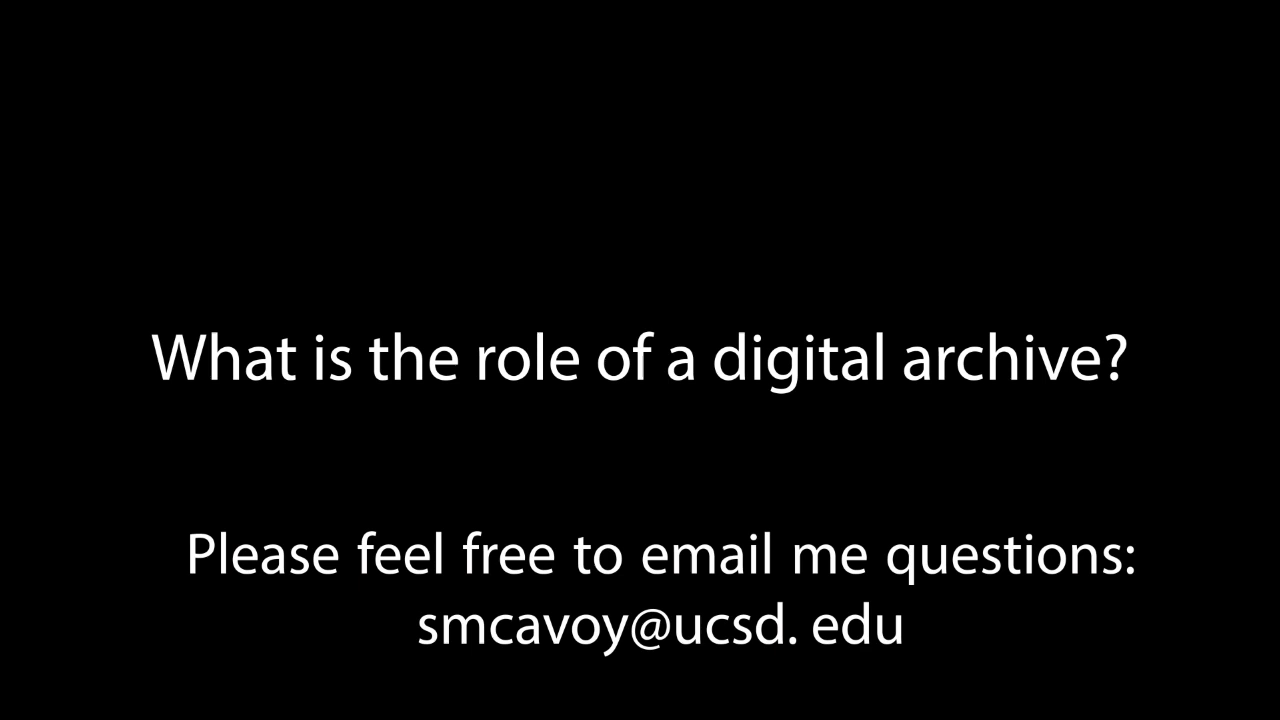 What is the role of a digital archive?
Please feel free to email me questions:
smcavoy@ucsd. edu